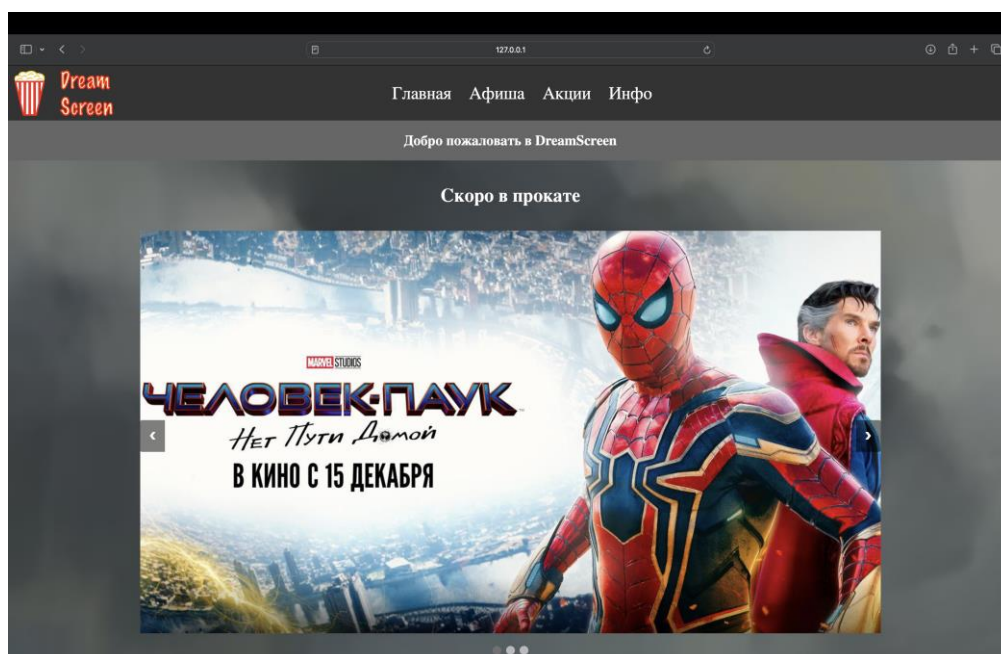 127.0.0.1
Dream
Screen
Главная Афиша Акции Инфо
Добро пожаловать в DreamScreen
Скоро в прокате
MARVEL STUDIOS
ЧЕЛОВЕК-ПАУК
НЕТ ПУТИ ДОМОЙ
В КИНО С 15 ДЕКАБРЯ